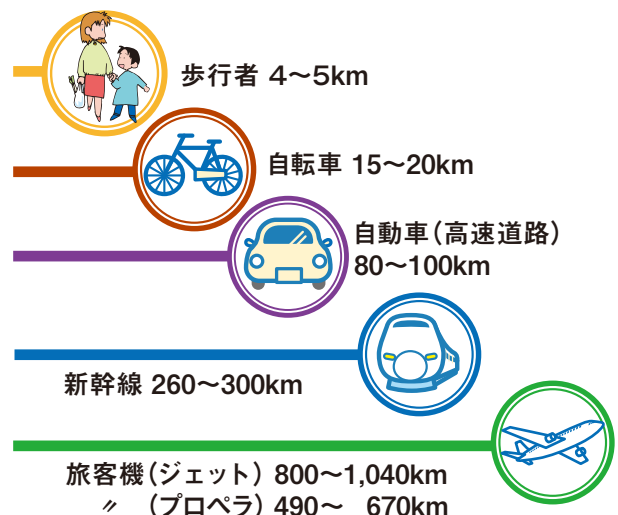 歩行者 4〜5km
自転車 15〜20km
自動車（高速道路）
80〜100km
新幹線 260〜300km
旅客機（ジェット） 800〜1,040km
〃 （プロペラ） 490〜 670km